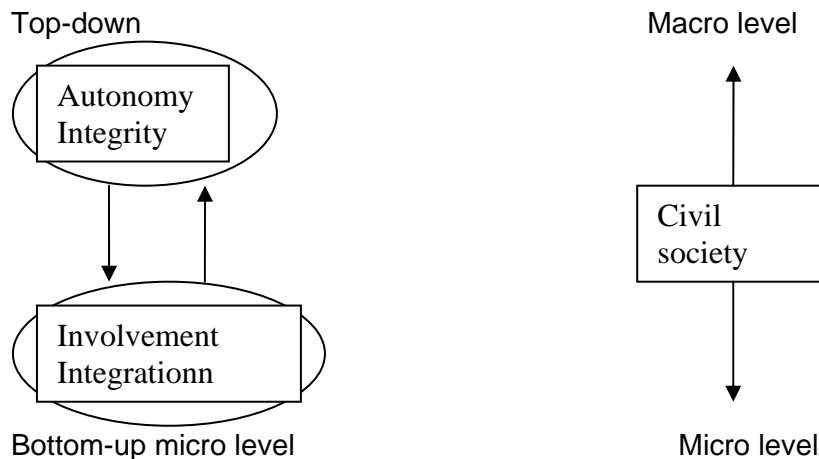 Top-down
Autonomy
Integrity
Involvement
Integrationn
Bottom-up micro level
Macro level
Civil
society
Micro level